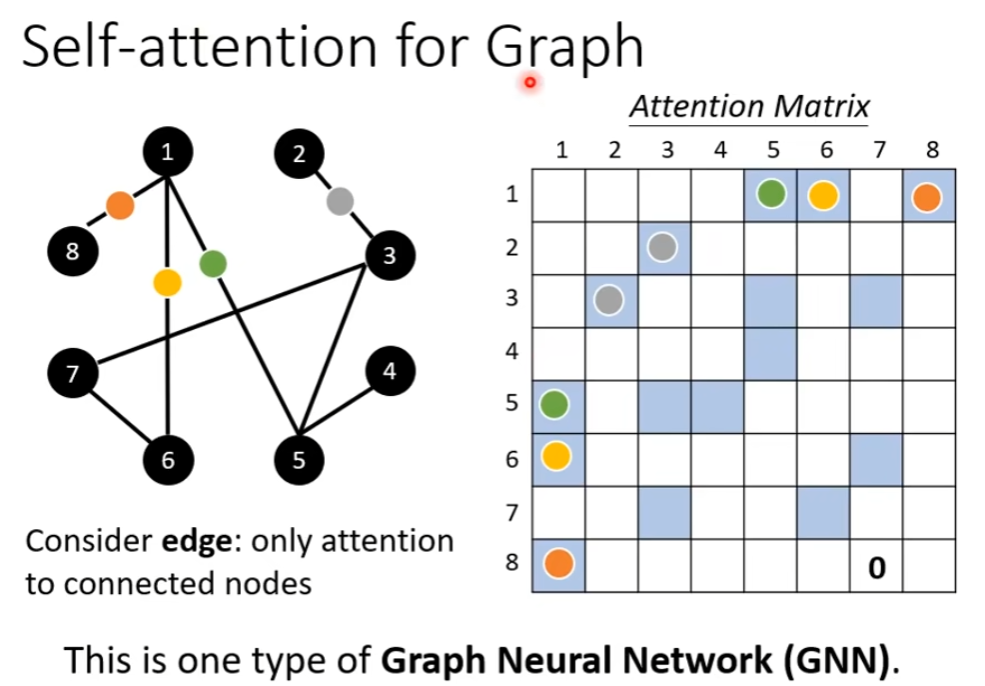 Self-attention for Graph
Attention Matrix
1 2 3 4 5 6 7 8
1
2
3
4
5
6
7
8
0
1
2
8
3
7
4
6
5
Consider edge: only attention
to connected nodes
This is one type of Graph Neural Network (GNN).